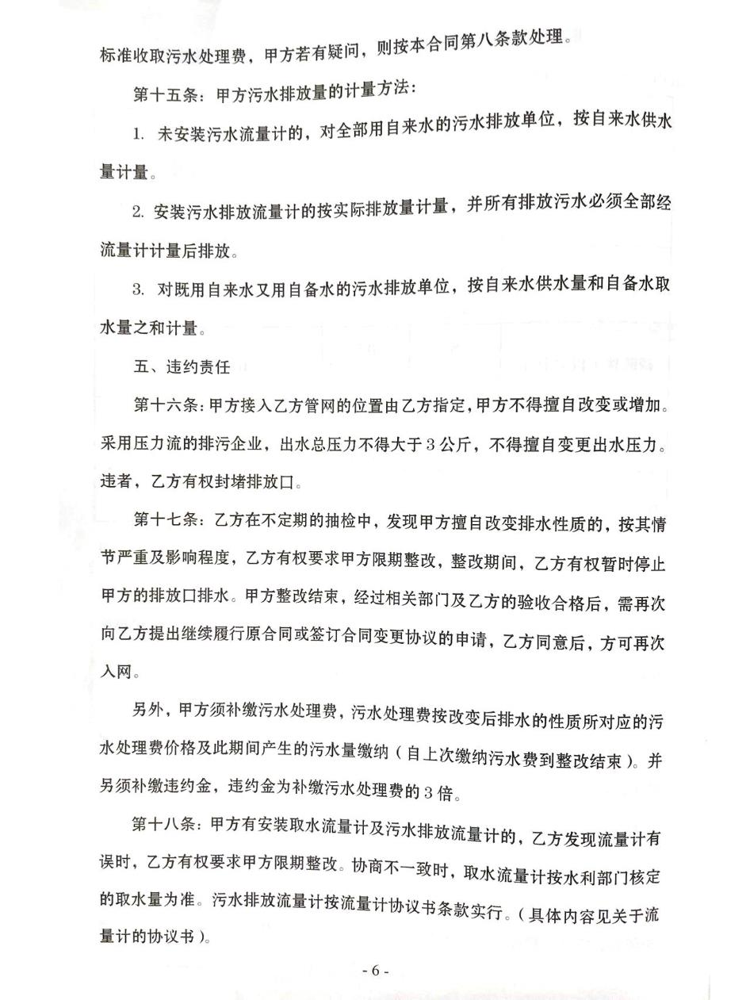 标准收取污水处理费，甲方若有疑问，则按本合同第八条款处理。
第十五条：甲方污水排放量的计量方法：
1. 未安装污水流量计的，对全部用自来水的污水排放单位，按自来水供水
量计量。
2. 安装污水排放流量计的按实际排放量计量，并所有排放污水必须全部经
流量计计量后排放。
3. 对既用自来水又用自备水的污水排放单位，按自来水供水量和自备水取
水量之和计量。
五、违约责任
第十六条：甲方接入乙方管网的位置由乙方指定，甲方不得擅自改变或增加。
采用压力流的排污企业，出水总压力不得大于3公斤，不得擅自变更出水压力。
违者，乙方有权封堵排放口。
第十七条：乙方在不定期的抽检中，发现甲方擅自改变排水性质的，按其情
节严重及影响程度，乙方有权要求甲方限期整改，整改期间，乙方有权暂时停止
甲方的排放口排水。甲方整改结束，经过相关部门及乙方的验收合格后，需再次
向乙方提出继续履行原合同或签订合同变更协议的申请，乙方同意后，方可再次
入网。
另外，甲方须补缴污水处理费，污水处理费按改变后排水的性质所对应的污
水处理费价格及此期间产生的污水量缴纳（自上次缴纳污水费到整改结束）。并
另须补缴违约金，违约金为补缴污水处理费的3倍。
第十八条：甲方有安装取水流量计及污水排放流量计的，乙方发现流量计有
误时，乙方有权要求甲方限期整改。协商不一致时，取水流量计按水利部门核定
的取水量为准。污水排放流量计按流量计协议书条款实行。（具体内容见关于流
量计的协议书）。
- 6 -